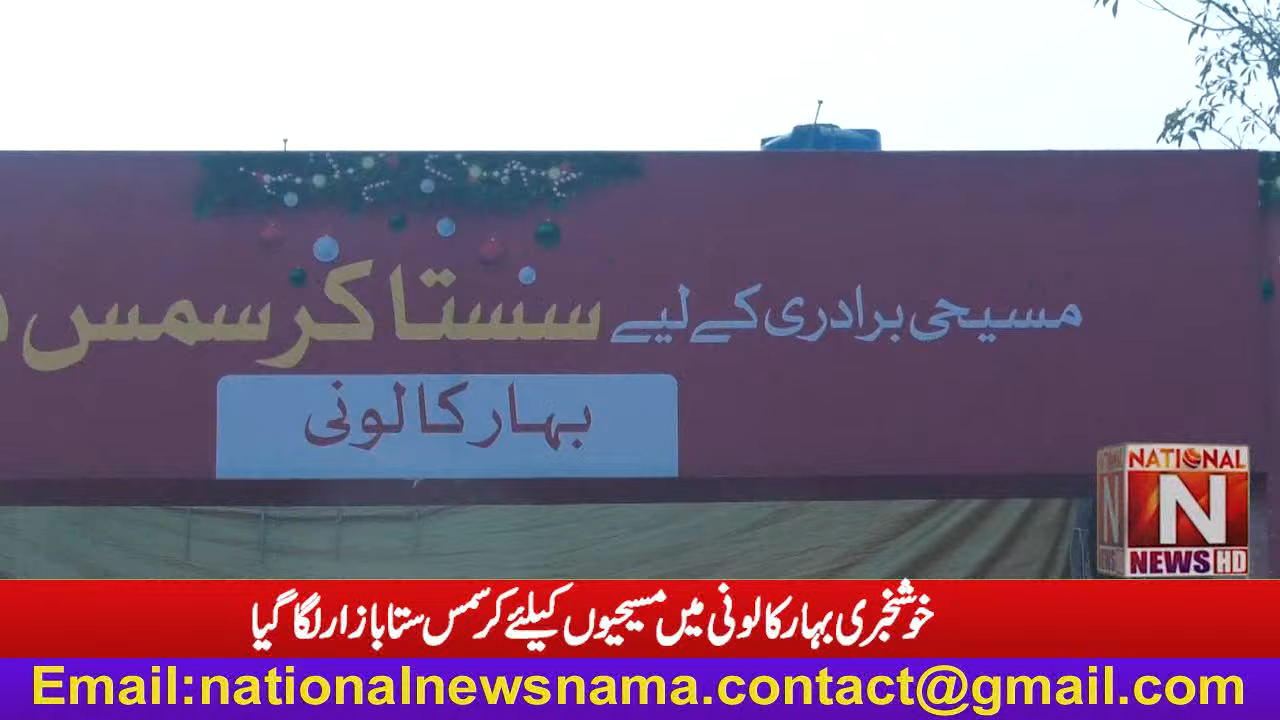 مسیحی برادری کے لیے سستا کرسمس
بہار کالونی
NATIONAL
N
N
NEWS HD
خوشخبری بہار کالونی میں مسیحیوں کیلئے کرسمس ستا بازار لگا گیا
Email:nationalnewsnama.contact@gmail.com